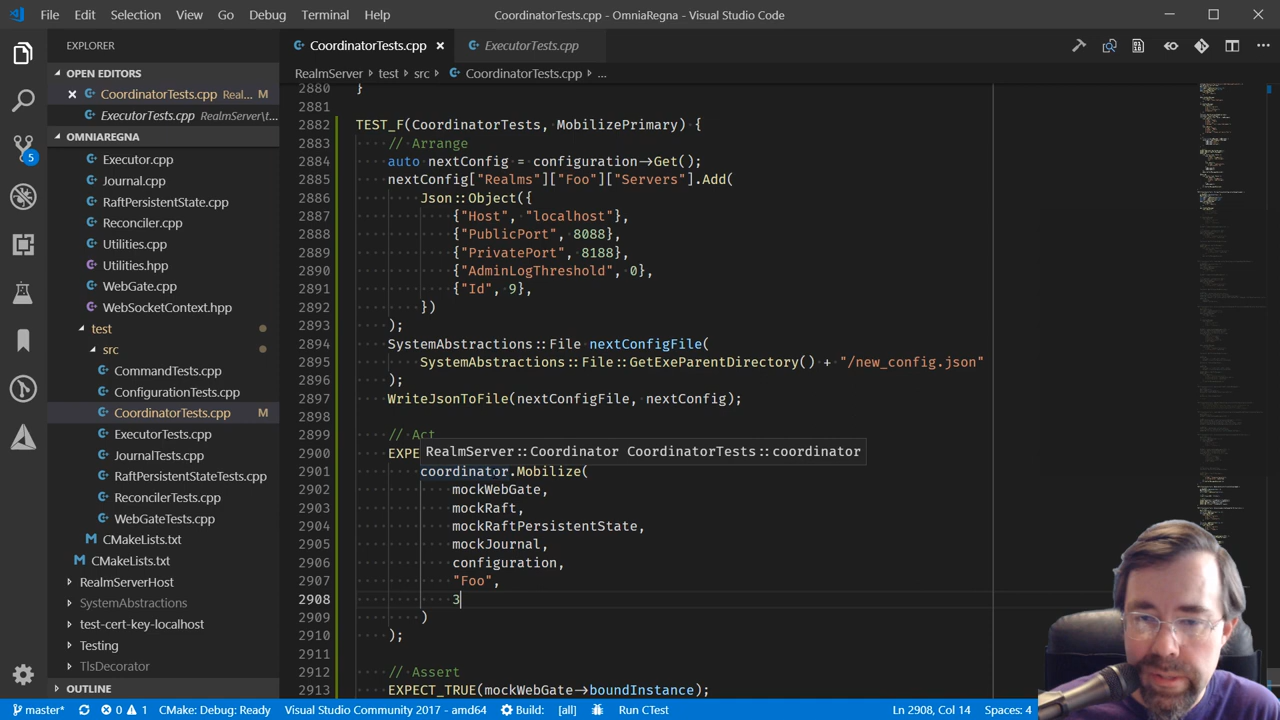 File Edit Selection View Go Debug Terminal Help
CoordinatorTests.cpp - OmniaRegna - Visual Studio Code
EXPLORER
CoordinatorTests.cpp
ExecutorTests.cpp
OPEN EDITORS
RealmServer > test > src > CoordinatorTests.cpp > ...
CoordinatorTests.cpp Real... M
ExecutorTests.cpp RealmServer\t...
OMNIAREGNA
Executor.cpp
Journal.cpp
RaftPersistentState.cpp
Reconciler.cpp
5
Utilities.cpp
Utilities.hpp
WebGate.cpp
WebSocketContext.hpp
test
src
CommandTests.cpp
ConfigurationTests.cpp
CoordinatorTests.cpp M
ExecutorTests.cpp
JournalTests.cpp
RaftPersistentStateTests.cpp
ReconcilerTests.cpp
WebGateTests.cpp
CMakeLists.txt
CMakeLists.txt
RealmServerHost
SystemAbstractions
test-cert-key-localhost
Testing
TlsDecorator
OUTLINE
2880 }
2881
2882 TEST_F(CoordinatorTests, MobilizePrimary) {
2883 // Arrange
2884 auto nextConfig = configuration->Get();
2885 nextConfig["Realms"]["Foo"]["Servers"].Add(
2886 Json::Object({
2887 {"Host", "localhost"},
2888 {"PublicPort", 8088},
2889 {"PrivatePort", 8188},
2890 {"AdminLogThreshold", 0},
2891 {"Id", 9},
2892 })
2893 );
2894 SystemAbstractions::File nextConfigFile(
2895 SystemAbstractions::File::GetExeParentDirectory() + "/new_config.json"
2896 );
2897 WriteJsonToFile(nextConfigFile, nextConfig);
2898
2899 // Act
2900 EXPE
RealmServer::Coordinator CoordinatorTests::coordinator
2901 coordinator.Mobilize(
2902 mockWebGate,
2903 mockRaft,
2904 mockRaftPersistentState,
2905 mockJournal,
2906 configuration,
2907 "Foo",
2908 3
2909 )
2910 );
2912 // Assert
2913 EXPECT_TRUE(mockWebGate->boundInstance);
master* 0 1 CMake: Debug: Ready Visual Studio Community 2017 - amd64 Build: [all] Run CTest Ln 2908, Col 14 Spaces: 4